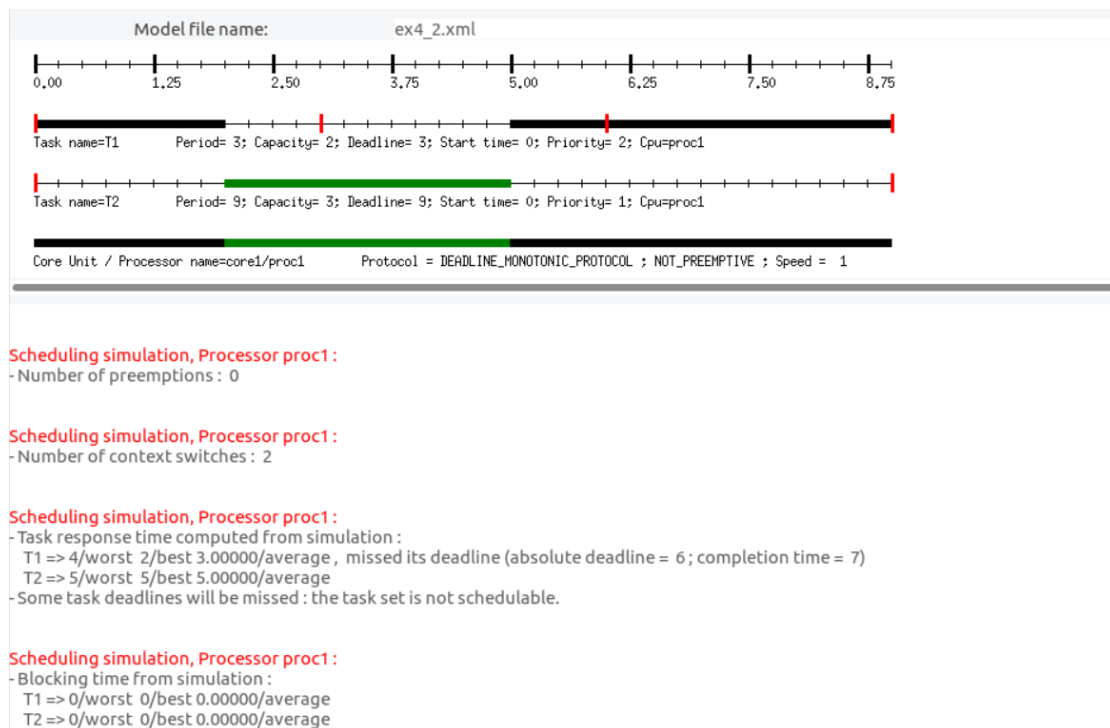 Model file name: ex4_2.xml
0.00 1.25 2.50 3.75 5.00 6.25 7.50 8.75
Task name=T1 Period= 3; Capacity= 2; Deadline= 3; Start time= 0; Priority= 2; Cpu=proc1
Task name=T2 Period= 9; Capacity= 3; Deadline= 9; Start time= 0; Priority= 1; Cpu=proc1
Core Unit / Processor name=core1/proc1 Protocol = DEADLINE_MONOTONIC_PROTOCOL ; NOT_PREEMPTIVE ; Speed = 1
Scheduling simulation, Processor proc1 :
- Number of preemptions : 0
Scheduling simulation, Processor proc1 :
- Number of context switches : 2
Scheduling simulation, Processor proc1 :
- Task response time computed from simulation :
T1 => 4/worst 2/best 3.00000/average , missed its deadline (absolute deadline = 6 ; completion time = 7)
T2 => 5/worst 5/best 5.00000/average
- Some task deadlines will be missed : the task set is not schedulable.
Scheduling simulation, Processor proc1 :
- Blocking time from simulation :
T1 => 0/worst 0/best 0.00000/average
T2 => 0/worst 0/best 0.00000/average